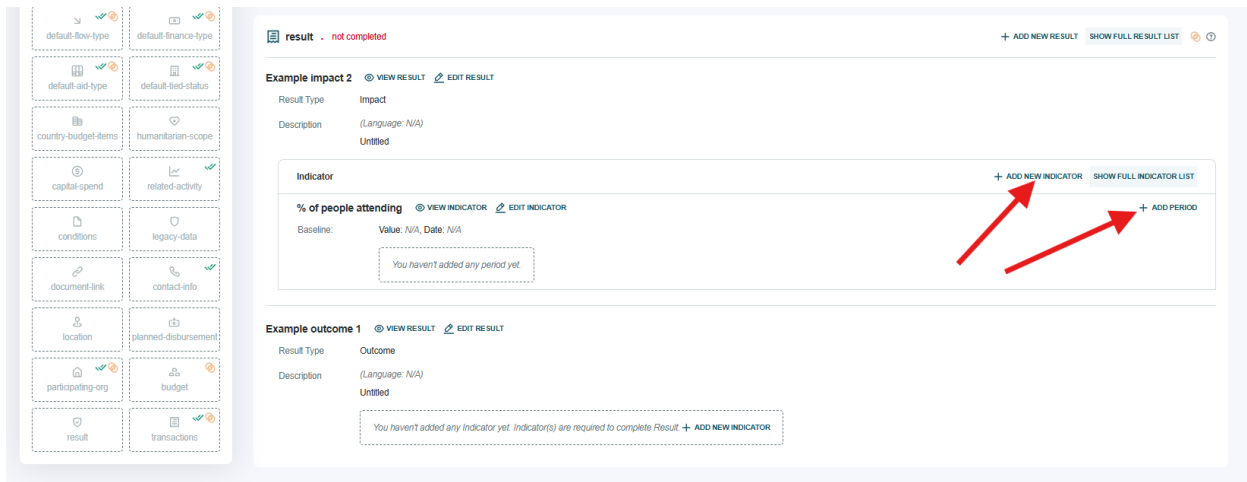 default-flow-type
default-finance-type
default-aid-type
default-tied-status
country-budget-items
humanitarian-scope
capital-spend
related-activity
conditions
legacy-data
document-link
contact-info
location
planned-disbursement
participating-org
budget
result
transactions
result . not completed
+ ADD NEW RESULT SHOW FULL RESULT LIST
Example impact 2 VIEW RESULT EDIT RESULT
Result Type Impact
Description (Language: N/A)
Untitled
Indicator + ADD NEW INDICATOR SHOW FULL INDICATOR LIST
% of people attending VIEW INDICATOR EDIT INDICATOR + ADD PERIOD
Baseline: Value: N/A, Date: N/A
You haven't added any period yet.
Example outcome 1 VIEW RESULT EDIT RESULT
Result Type Outcome
Description (Language: N/A)
Untitled
You haven't added any Indicator yet. Indicator(s) are required to complete Result. + ADD NEW INDICATOR